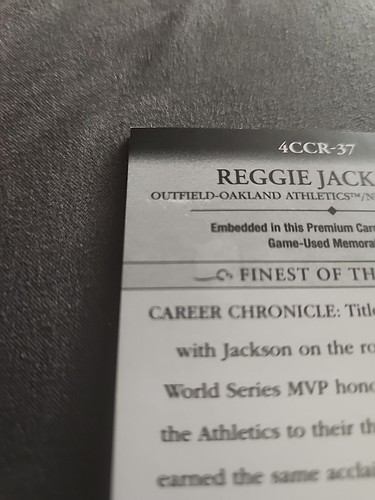 4CCR-37
REGGIE JACK
OUTFIELD-OAKLAND ATHLETICS™/N
Embedded in this Premium Car
Game-Used Memora
FINEST OF TH
CAREER CHRONICLE: Title
with Jackson on the ro
World Series MVP hono
the Athletics to their th
earned the same acclai